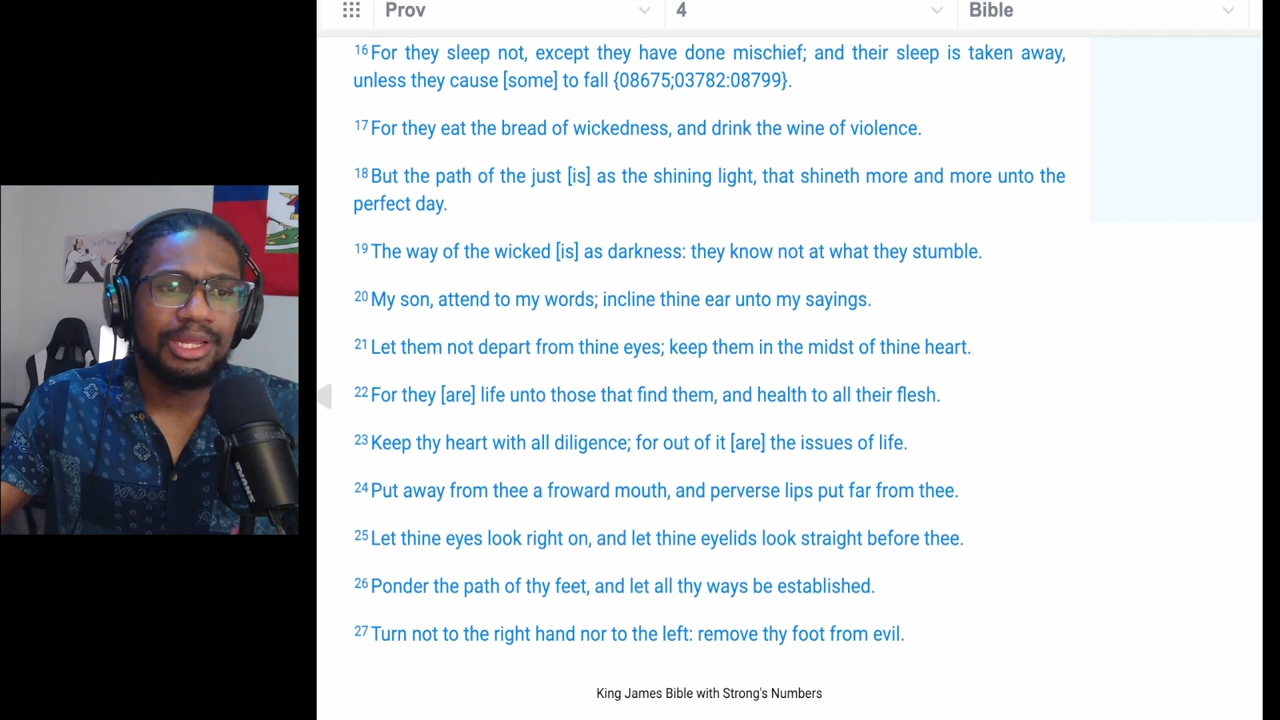 Prov 4 Bible
16 For they sleep not, except they have done mischief; and their sleep is taken away,
unless they cause [some] to fall {08675;03782:08799}.
17 For they eat the bread of wickedness, and drink the wine of violence.
18 But the path of the just [is] as the shining light, that shineth more and more unto the
perfect day.
19 The way of the wicked [is] as darkness: they know not at what they stumble.
20 My son, attend to my words; incline thine ear unto my sayings.
21 Let them not depart from thine eyes; keep them in the midst of thine heart.
22 For they [are] life unto those that find them, and health to all their flesh.
23 Keep thy heart with all diligence; for out of it [are] the issues of life.
24 Put away from thee a froward mouth, and perverse lips put far from thee.
25 Let thine eyes look right on, and let thine eyelids look straight before thee.
26 Ponder the path of thy feet, and let all thy ways be established.
27 Turn not to the right hand nor to the left: remove thy foot from evil.
King James Bible with Strong's Numbers
SHURE